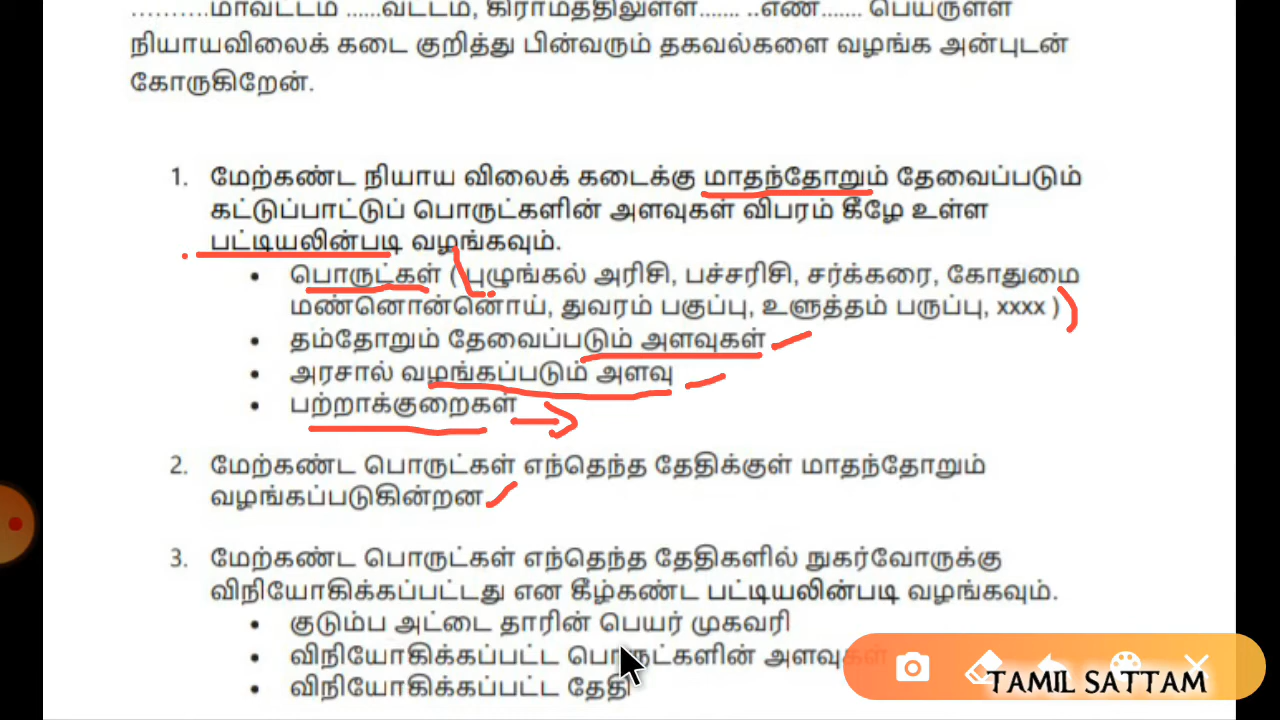 ..........மாவட்டம் ......வட்டம், கிராமத்திலுள்ள....... ..எண்....... பெயருள்ள
நியாயவிலைக் கடை குறித்து பின்வரும் தகவல்களை வழங்க அன்புடன்
கோருகிறேன்.
1. மேற்கண்ட நியாய விலைக் கடைக்கு மாதந்தோறும் தேவைப்படும்
கட்டுப்பாட்டுப் பொருட்களின் அளவுகள் விபரம் கீழே உள்ள
பட்டியலின்படி வழங்கவும்.
• பொருட்கள் ( புழுங்கல் அரிசி, பச்சரிசி, சர்க்கரை, கோதுமை
மண்னொன்னொய், துவரம் பகுப்பு, உளுத்தம் பருப்பு, xxxx )
• தம்தோறும் தேவைப்படும் அளவுகள்
• அரசால் வழங்கப்படும் அளவு
• பற்றாக்குறைகள்
2. மேற்கண்ட பொருட்கள் எந்தெந்த தேதிக்குள் மாதந்தோறும்
வழங்கப்படுகின்றன
3. மேற்கண்ட பொருட்கள் எந்தெந்த தேதிகளில் நுகர்வோருக்கு
விநியோகிக்கப்பட்டது என கீழ்கண்ட பட்டியலின்படி வழங்கவும்.
• குடும்ப அட்டை தாரின் பெயர் முகவரி
• விநியோகிக்கப்பட்ட பொருட்களின் அளவுகள்
• விநியோகிக்கப்பட்ட தேதி
TAMIL SATTAM